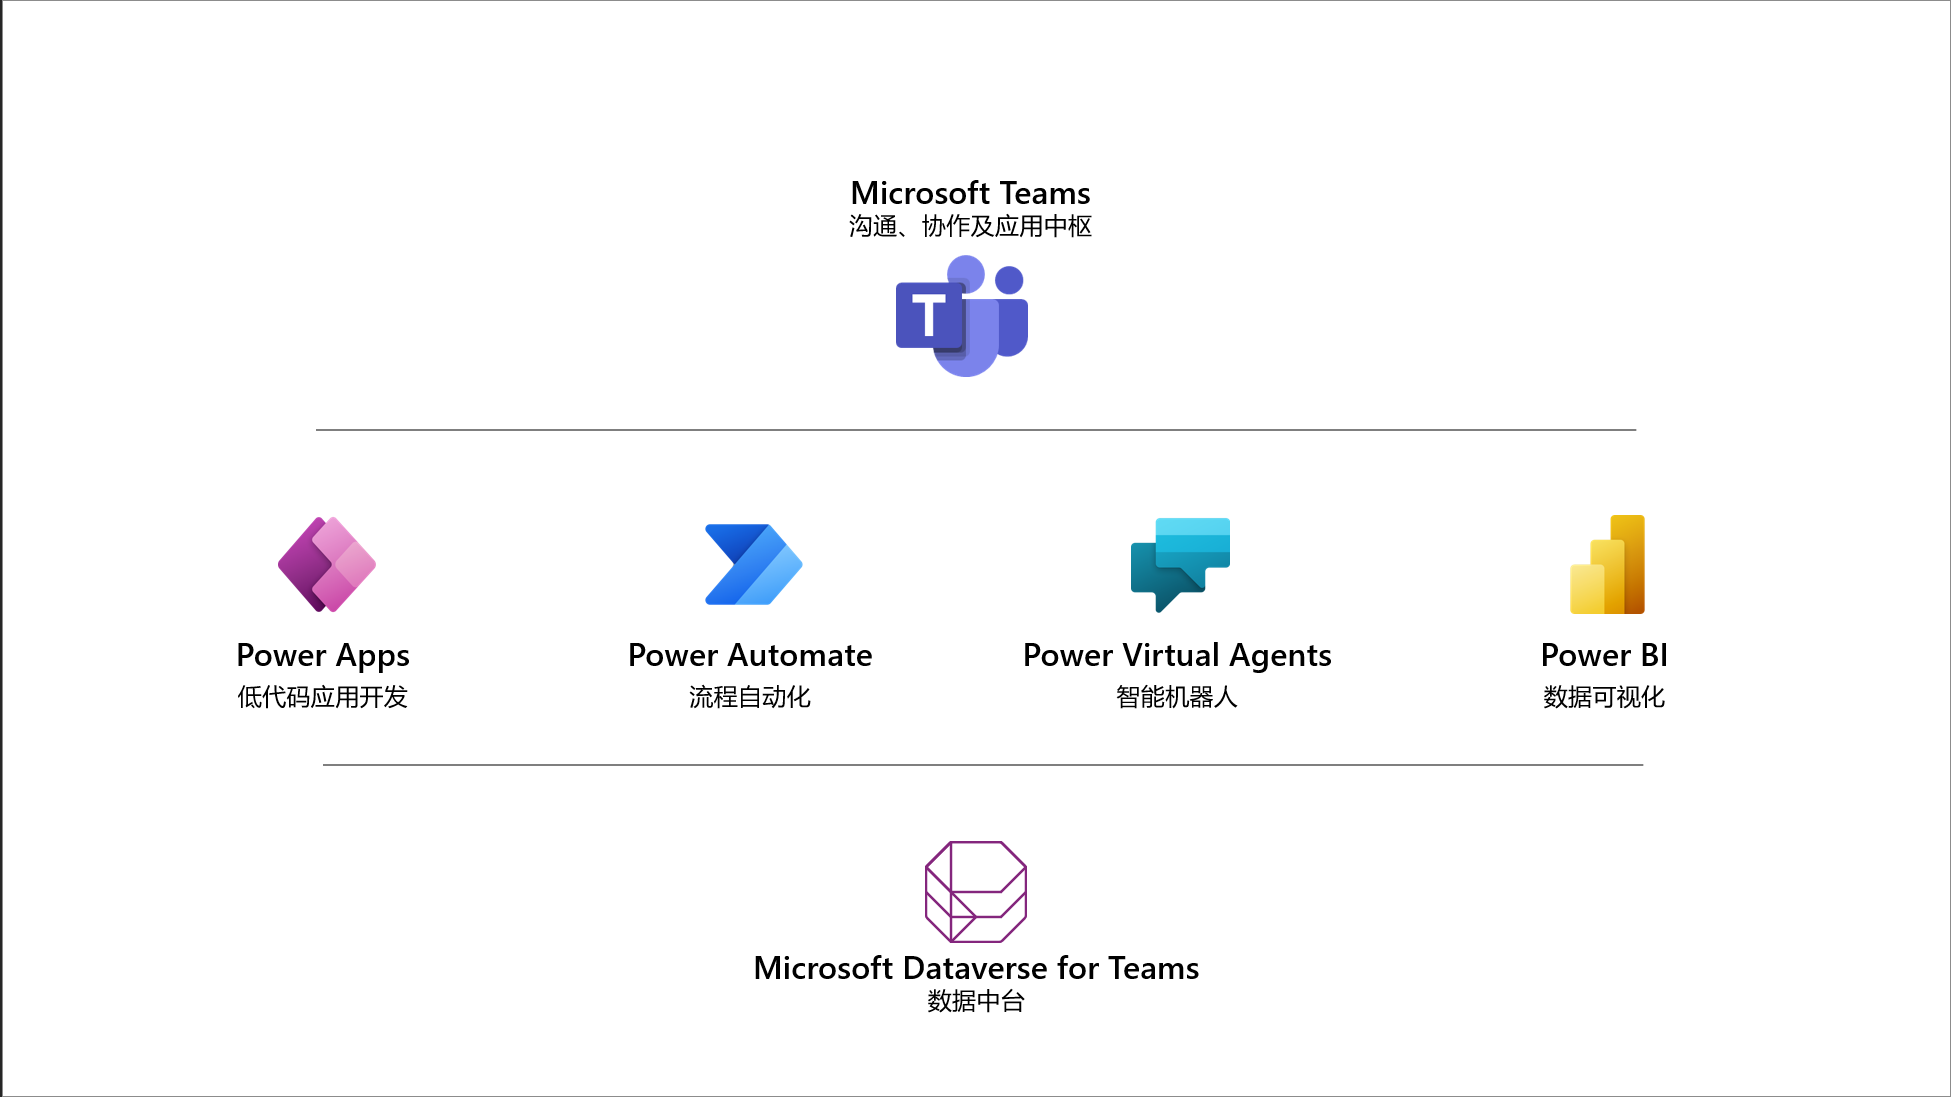 Microsoft Teams
沟通、协作及应用中枢
T
Power Apps
低代码应用开发
Power Automate
流程自动化
Power Virtual Agents
智能机器人
Power BI
数据可视化
Microsoft Dataverse for Teams
数据中台